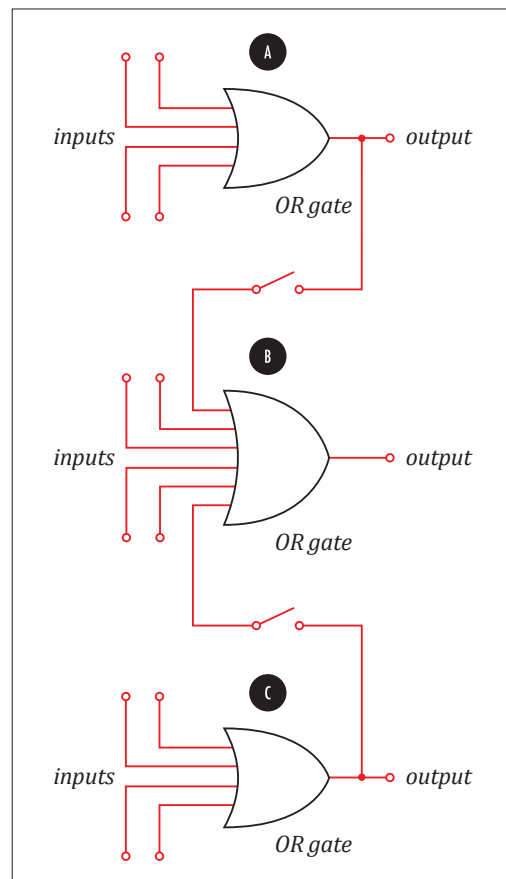 A
inputs
output
OR gate
B
inputs
output
OR gate
C
inputs
output
OR gate